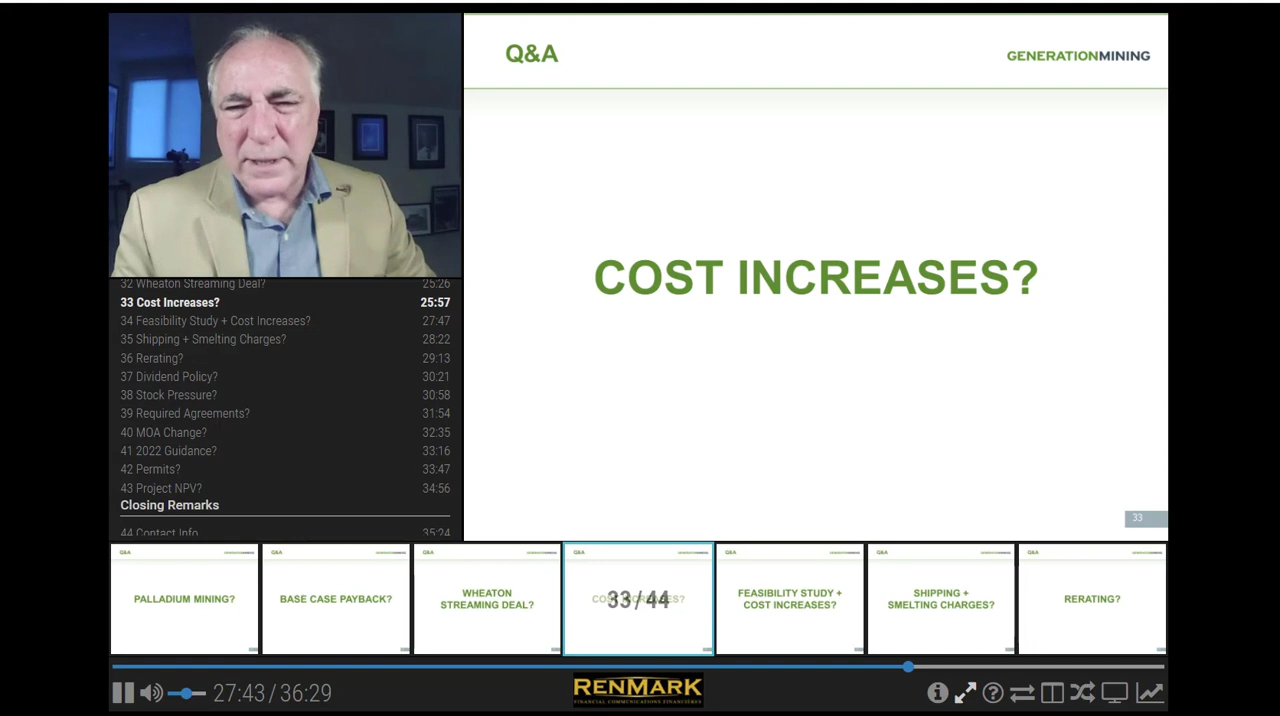 Q&A
GENERATIONMINING
COST INCREASES?
33
32 Wheaton Streaming Deal? 25:26
33 Cost Increases? 25:57
34 Feasibility Study + Cost Increases? 27:47
35 Shipping + Smelting Charges? 28:22
36 Rerating? 29:13
37 Dividend Policy? 30:21
38 Stock Pressure? 30:58
39 Required Agreements? 31:54
40 MOA Change? 32:35
41 2022 Guidance? 33:16
42 Permits? 33:47
43 Project NPV? 34:56
Closing Remarks
44 Contact Info 35:24
Q&A
PALLADIUM MINING?
Q&A
BASE CASE PAYBACK?
Q&A
WHEATON
STREAMING DEAL?
Q&A
COST INCREASES?
33/44
Q&A
FEASIBILITY STUDY +
COST INCREASES?
Q&A
SHIPPING +
SMELTING CHARGES?
Q&A
RERATING?
27:43/36:29
RENMARK
FINANCIAL COMMUNICATIONS FINANCIÈRES